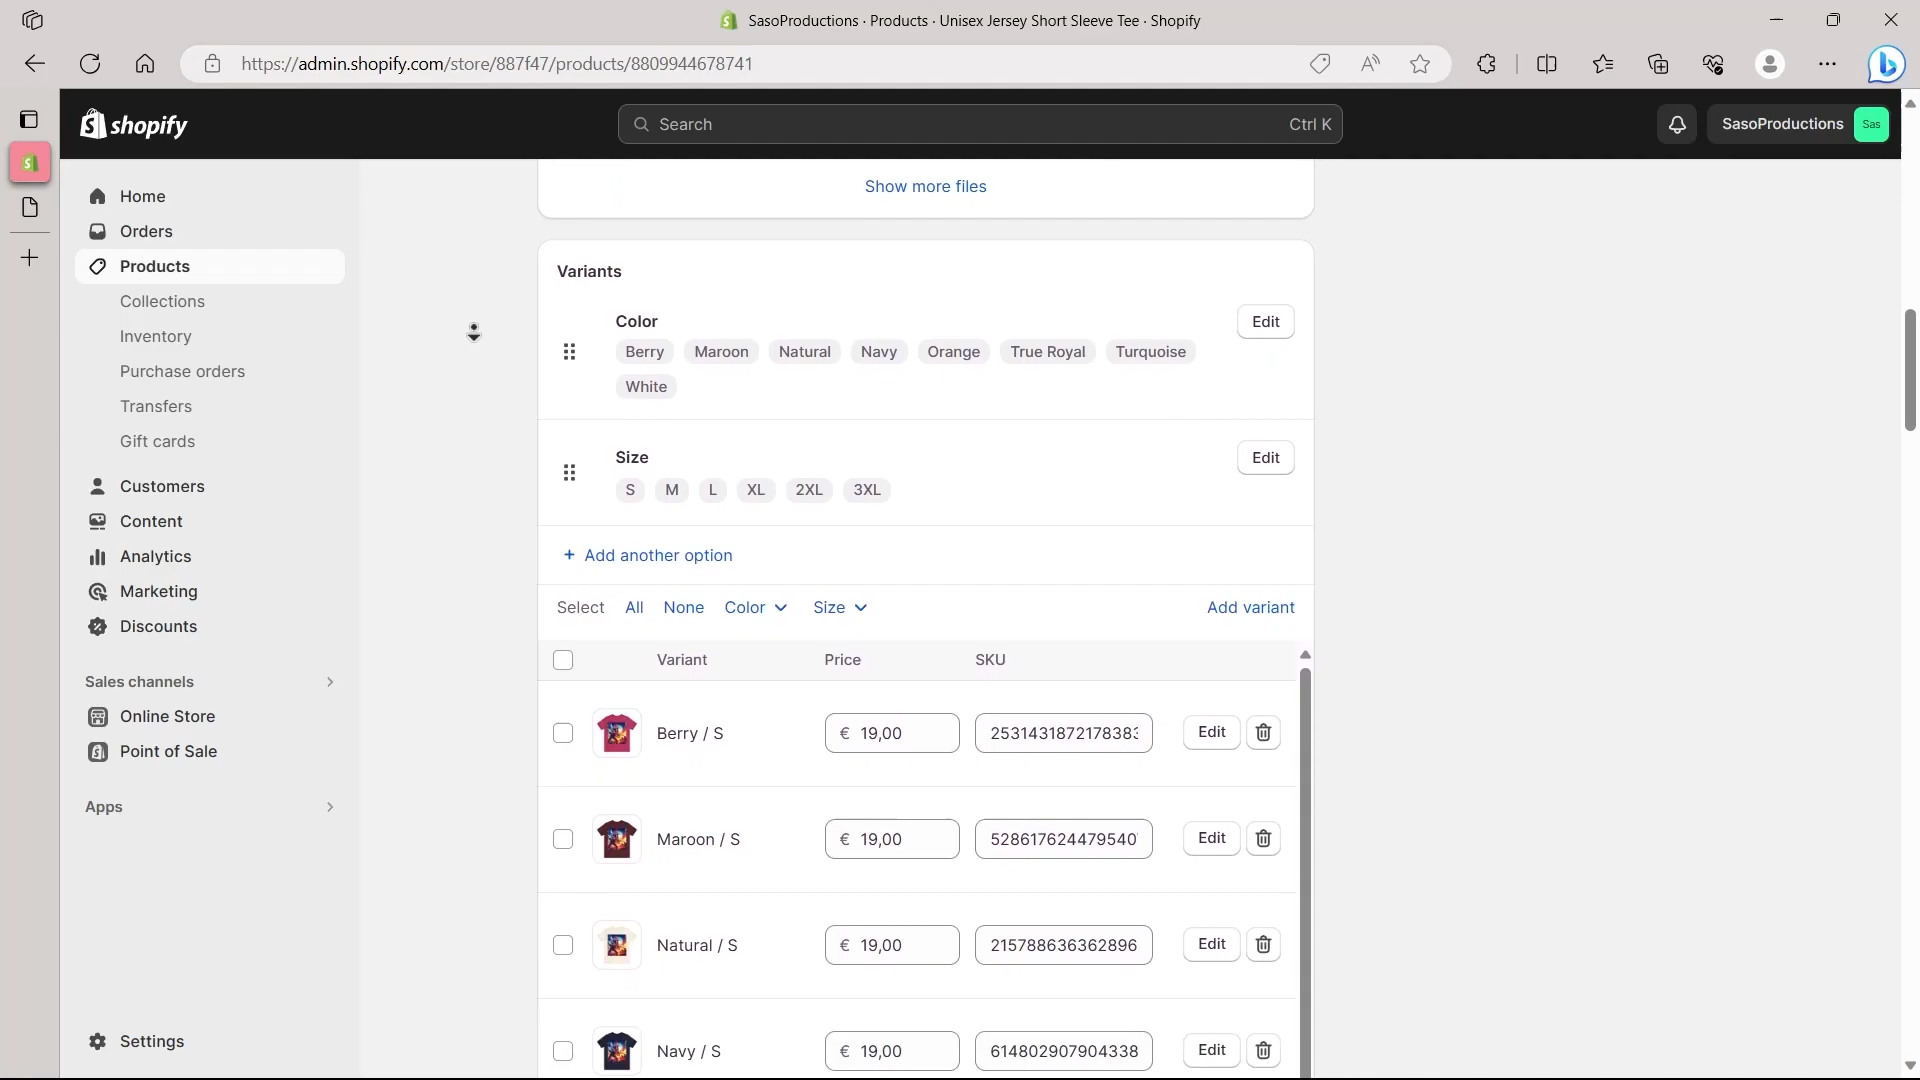 SasoProductions · Products · Unisex Jersey Short Sleeve Tee · Shopify
https://admin.shopify.com/store/887f47/products/8809944678741
shopify
Search
Ctrl K
SasoProductions
Sas
Home
Orders
Products
Collections
Inventory
Purchase orders
Transfers
Gift cards
Customers
Content
Analytics
Marketing
Discounts
Sales channels
Online Store
Point of Sale
Apps
Settings
Show more files
Variants
Color
Edit
Berry Maroon Natural Navy Orange True Royal Turquoise
White
Size
Edit
S M L XL 2XL 3XL
+ Add another option
Select All None Color Size Add variant
Variant Price SKU
Berry / S € 19,00 2531431872178383 Edit
Maroon / S € 19,00 528617624479540 Edit
Natural / S € 19,00 215788636362896 Edit
Navy / S € 19,00 614802907904338 Edit